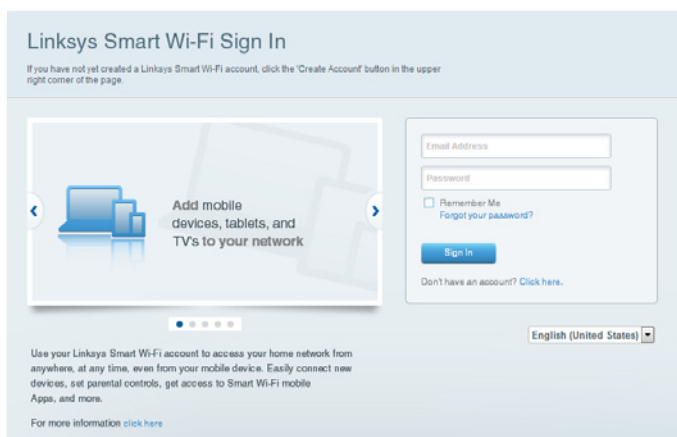 Linksys Smart Wi-Fi Sign In
If you have not yet created a Linksys Smart Wi-Fi account, click the 'Create Account' button in the upper
right corner of the page.
Add mobile
devices, tablets, and
TV's to your network
Email Address
Password
Remember Me
Forgot your password?
Sign In
Don't have an account? Click here.
English (United States)
Use your Linksys Smart Wi-Fi account to access your home network from
anywhere, at any time, even from your mobile device. Easily connect new
devices, set parental controls, get access to Smart Wi-Fi mobile
Apps, and more.
For more information click here